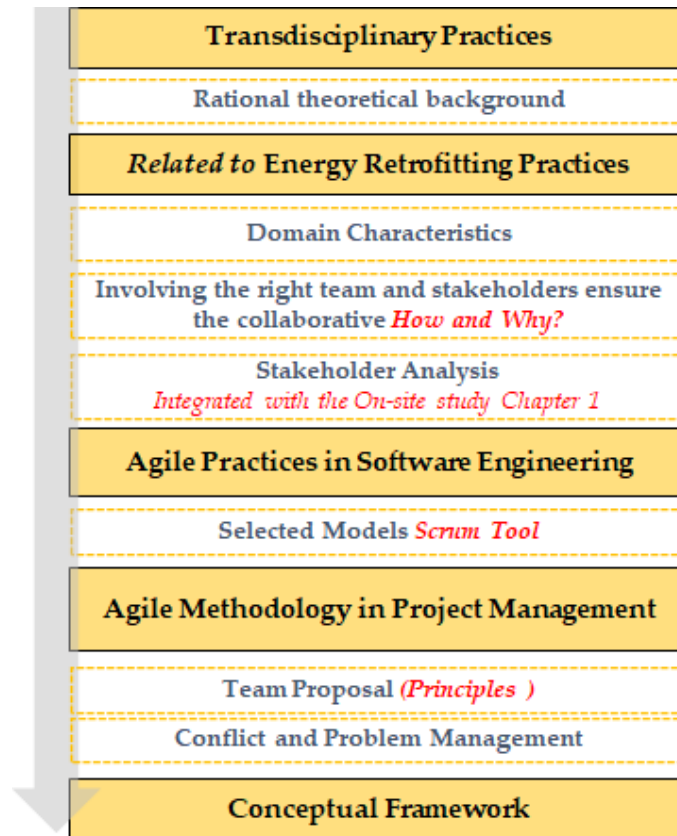 Transdisciplinary Practices
Rational theoretical background
Related to Energy Retrofitting Practices
Domain Characteristics
Involving the right team and stakeholders ensure
the collaborative How and Why?
Stakeholder Analysis
Integrated with the On-site study Chapter 1
Agile Practices in Software Engineering
Selected Models Scrum Tool
Agile Methodology in Project Management
Team Proposal (Principles )
Conflict and Problem Management
Conceptual Framework